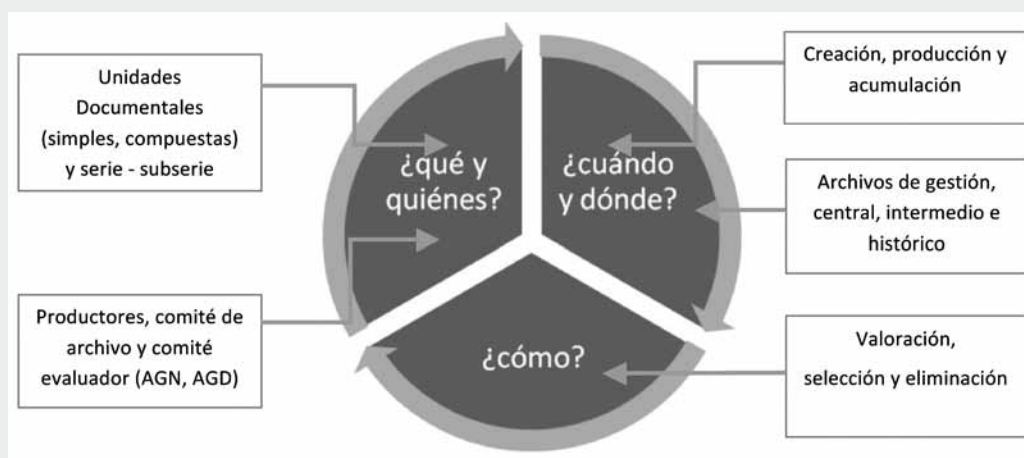 Unidades
Documentales
(simples, compuestas)
y serie - subserie
Productores, comité de
archivo y comité
evaluador (AGN, AGD)
¿qué y
quiénes?
¿cuándo
y dónde?
¿cómo?
Creación, producción y
acumulación
Archivos de gestión,
central, intermedio e
histórico
Valoración,
selección y eliminación